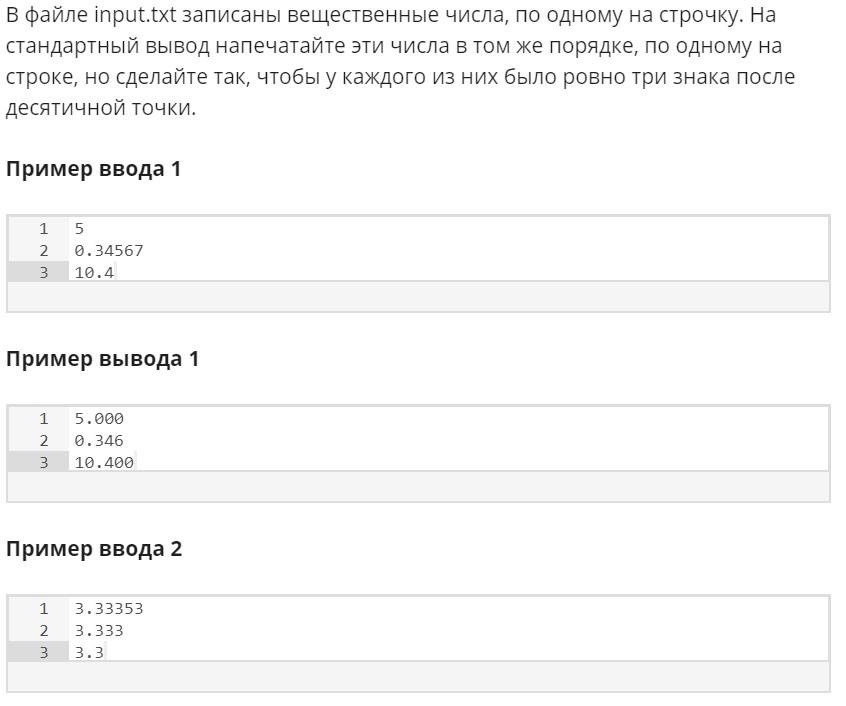 В файле input.txt записаны вещественные числа, по одному на строчку. На
стандартный вывод напечатайте эти числа в том же порядке, по одному на
строке, но сделайте так, чтобы у каждого из них было ровно три знака после
десятичной точки.
Пример ввода 1
1 5
2 0.34567
3 10.4
Пример вывода 1
1 5.000
2 0.346
3 10.400
Пример ввода 2
1 3.33353
2 3.333
3 3.3